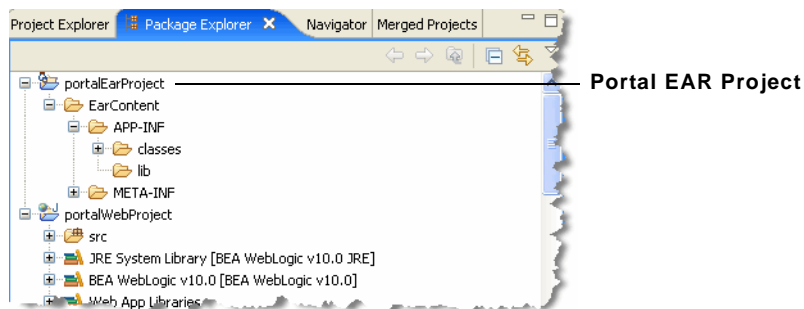 Project Explorer Package Explorer Navigator Merged Projects
portalEarProject Portal EAR Project
EarContent
APP-INF
classes
lib
META-INF
portalWebProject
src
JRE System Library [BEA WebLogic v10.0 JRE]
BEA WebLogic v10.0 [BEA WebLogic v10.0]
Web App Libraries